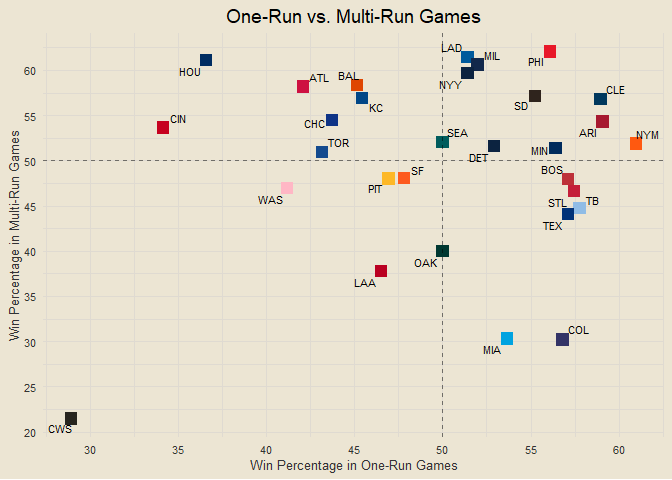 One-Run vs. Multi-Run Games
Win Percentage in Multi-Run Games
60
55
50
45
40
35
30
25
20
LAD
MIL
PHI
HOU
ATL
BAL
NYY
CLE
KC
SD
CIN
CHC
ARI
SEA
NYM
TOR
DET
MIN
BOS
SF
WAS
PIT
STL
TB
TEX
OAK
LAA
COL
MIA
CWS
30
35
40
45
50
55
60
Win Percentage in One-Run Games